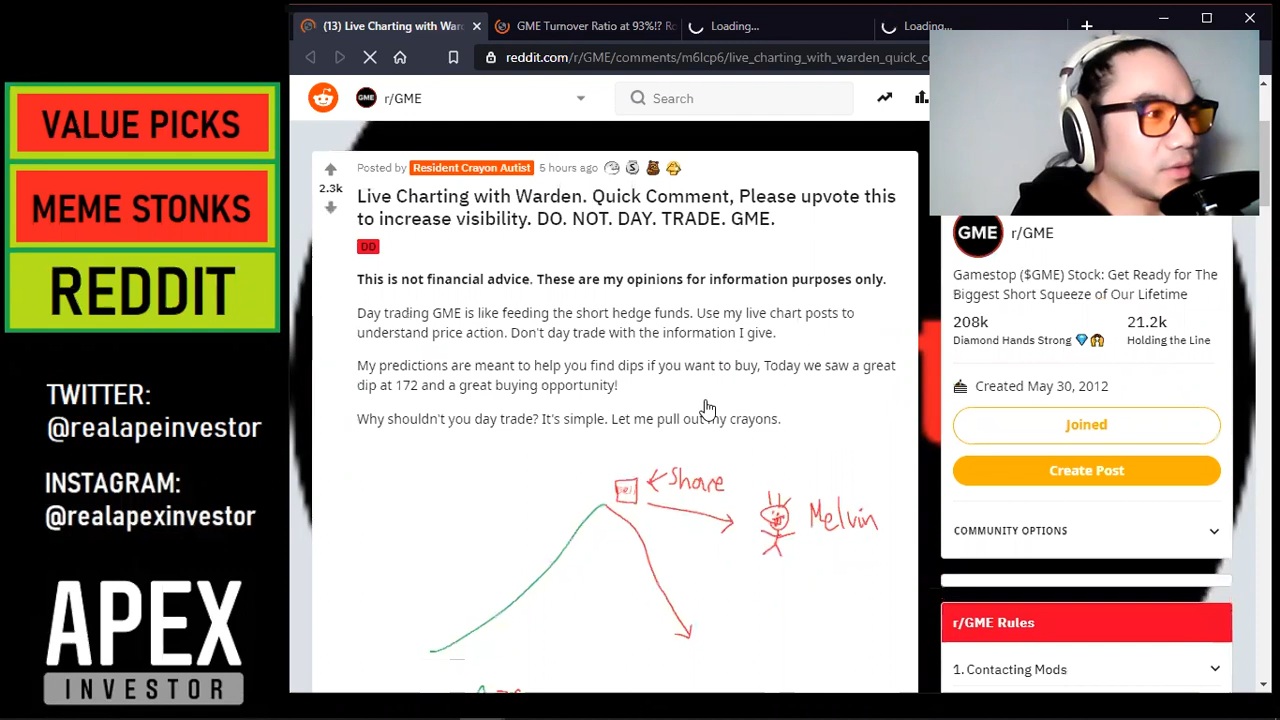 VALUE PICKS
MEME STONKS
REDDIT
TWITTER:
@realapeinvestor
INSTAGRAM:
@realapexinvestor
APEX
INVESTOR
(13) Live Charting with War
GME Turnover Ratio at 93%!?
Loading...
Loading...
reddit.com/r/GME/comments/m6lcp6/live_charting_with_warden_quick_c
r/GME
Search
Posted by Resident Crayon Autist 5 hours ago
2.3k
Live Charting with Warden. Quick Comment, Please upvote this
to increase visibility. DO. NOT. DAY. TRADE. GME.
DD
This is not financial advice. These are my opinions for information purposes only.
Day trading GME is like feeding the short hedge funds. Use my live chart posts to
understand price action. Don't day trade with the information I give.
My predictions are meant to help you find dips if you want to buy, Today we saw a great
dip at 172 and a great buying opportunity!
Why shouldn't you day trade? It's simple. Let me pull out my crayons.
Share
Melvin
GME
r/GME
Gamestop ($GME) Stock: Get Ready for The
Biggest Short Squeeze of Our Lifetime
208k
21.2k
Diamond Hands Strong
Holding the Line
Created May 30, 2012
Joined
Create Post
COMMUNITY OPTIONS
r/GME Rules
1. Contacting Mods